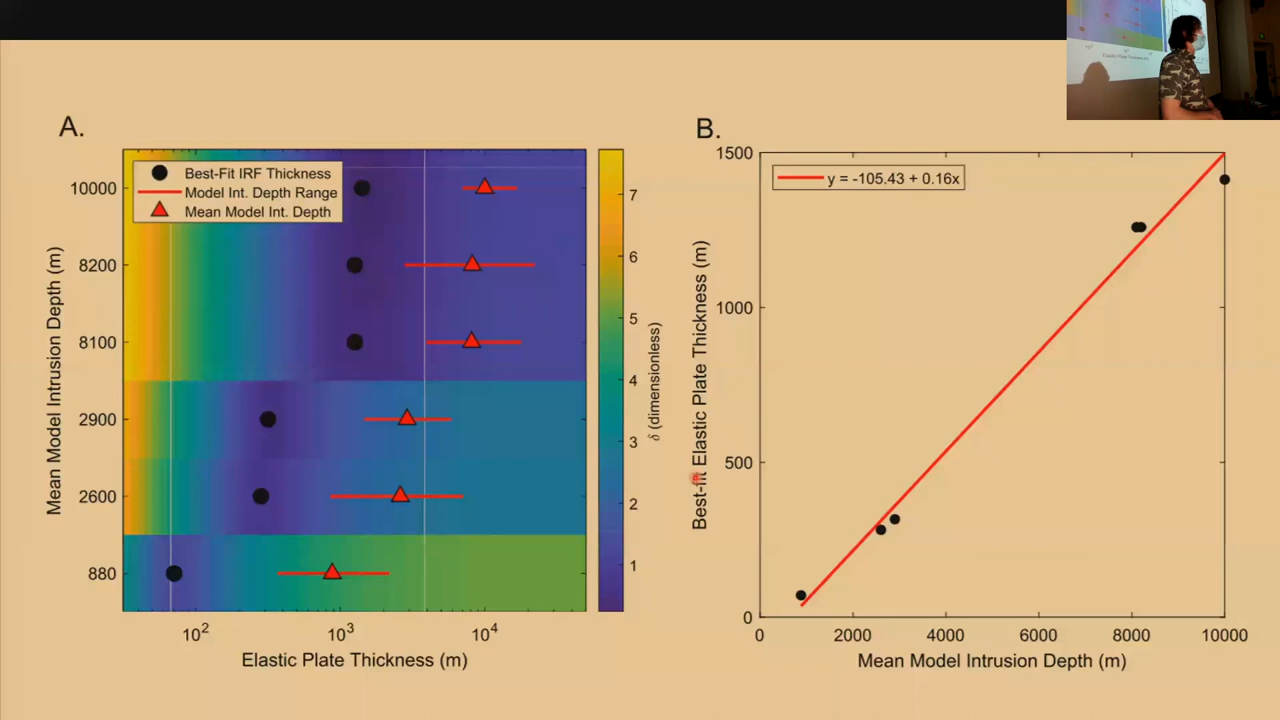 A.
Best-Fit IRF Thickness
Model Int. Depth Range
Mean Model Int. Depth
Mean Model Intrusion Depth (m)
10000
8200
8100
2900
2600
880
10²
10³
10⁴
Elastic Plate Thickness (m)
7
6
5
4
3
2
1
δ (dimensionless)
B.
y = -105.43 + 0.16x
Best-fit Elastic Plate Thickness (m)
1500
1000
500
0
0
2000
4000
6000
8000
10000
Mean Model Intrusion Depth (m)